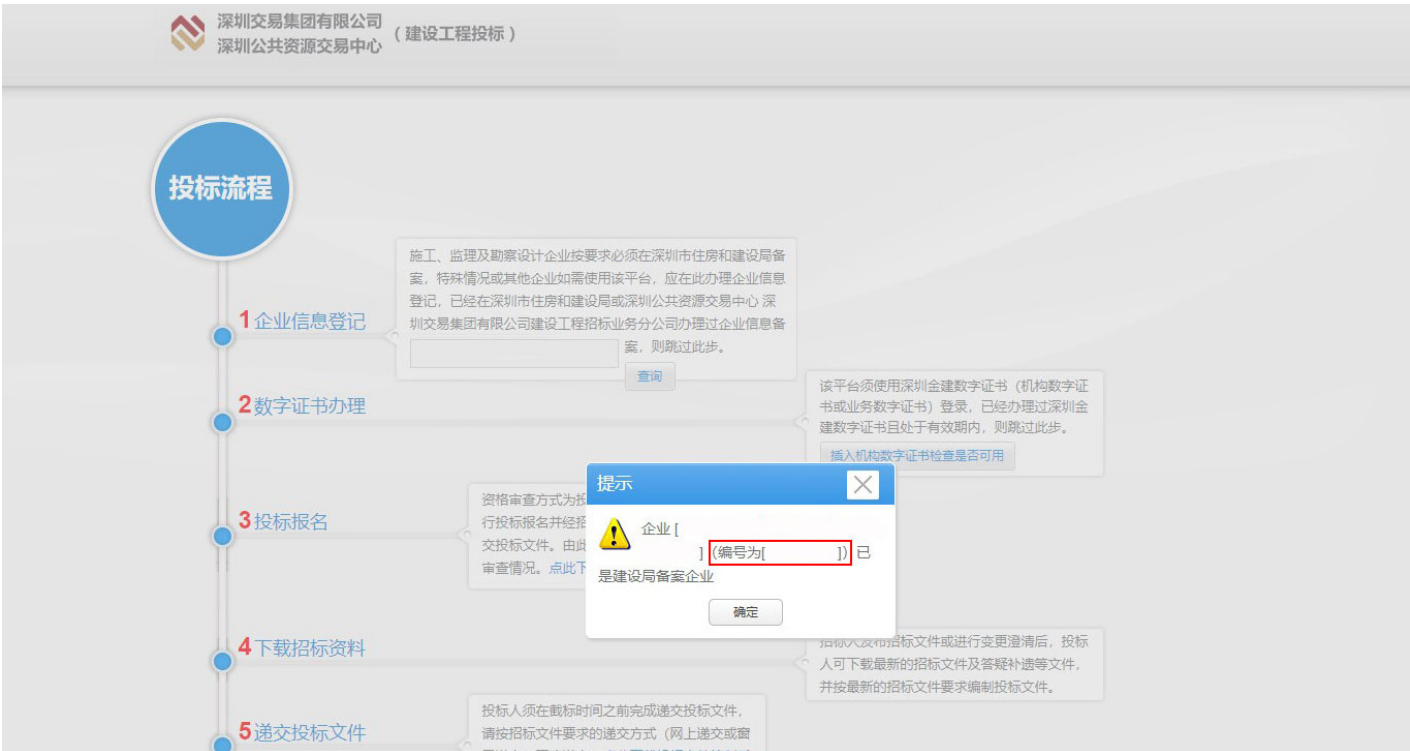 深圳交易集团有限公司
深圳公共资源交易中心
（建设工程投标）
投标流程
1企业信息登记
施工、监理及勘察设计企业按要求必须在深圳市住房和建设局备
案，特殊情况或其他企业如需使用该平台，应在此办理企业信息
登记，已经在深圳市住房和建设局或深圳公共资源交易中心 深
圳交易集团有限公司建设工程招标业务分公司办理过企业信息备
案，则跳过此步。
查询
2数字证书办理
该平台须使用深圳金建数字证书（机构数字证
书或业务数字证书）登录，已经办理过深圳金
建数字证书且处于有效期内，则跳过此步。
插入机构数字证书检查是否可用
提示
企业 [
] (编号为[ ]) 已
是建设局备案企业
确定
3投标报名
资格审查方式为投
行投标报名并经招
交投标文件。由此
审查情况。点此下
4下载招标资料
招标人发布招标文件或进行变更澄清后，投标
人可下载最新的招标文件及答疑补遗等文件，
并按最新的招标文件要求编制投标文件。
5递交投标文件
投标人须在截标时间之前完成递交投标文件，
请按招标文件要求的递交方式（网上递交或窗